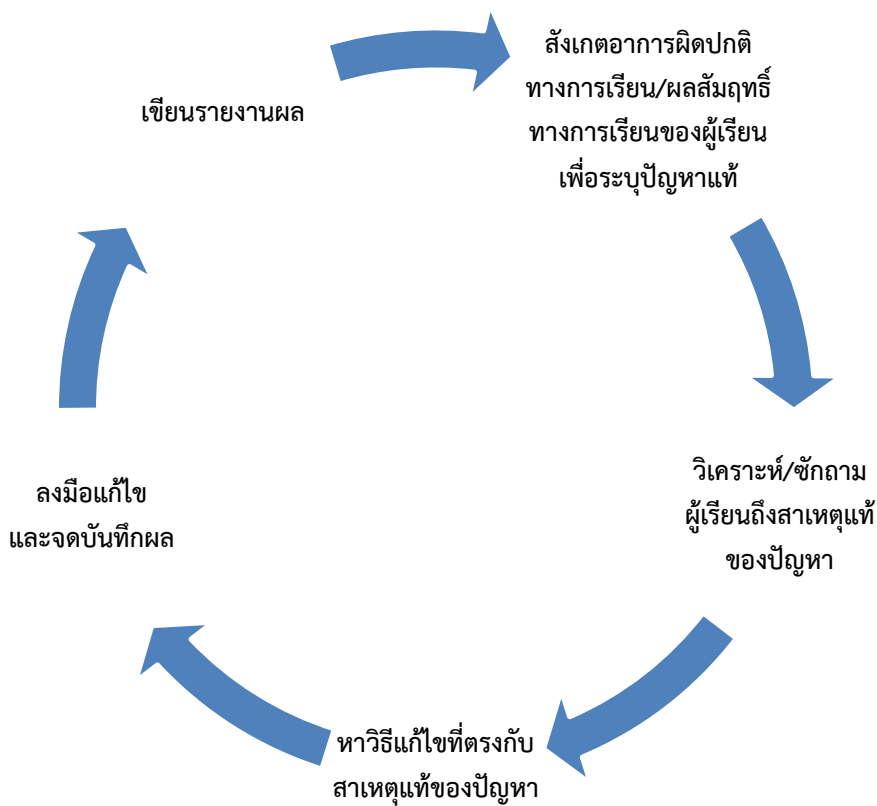 สังเกตอาการผิดปกติ
ทางการเรียน/ผลสัมฤทธิ์
ทางการเรียนของผู้เรียน
เพื่อระบุปัญหาแท้
วิเคราะห์/ซักถาม
ผู้เรียนถึงสาเหตุแท้
ของปัญหา
หาวิธีแก้ไขที่ตรงกับ
สาเหตุแท้ของปัญหา
ลงมือแก้ไข
และจดบันทึกผล
เขียนรายงานผล